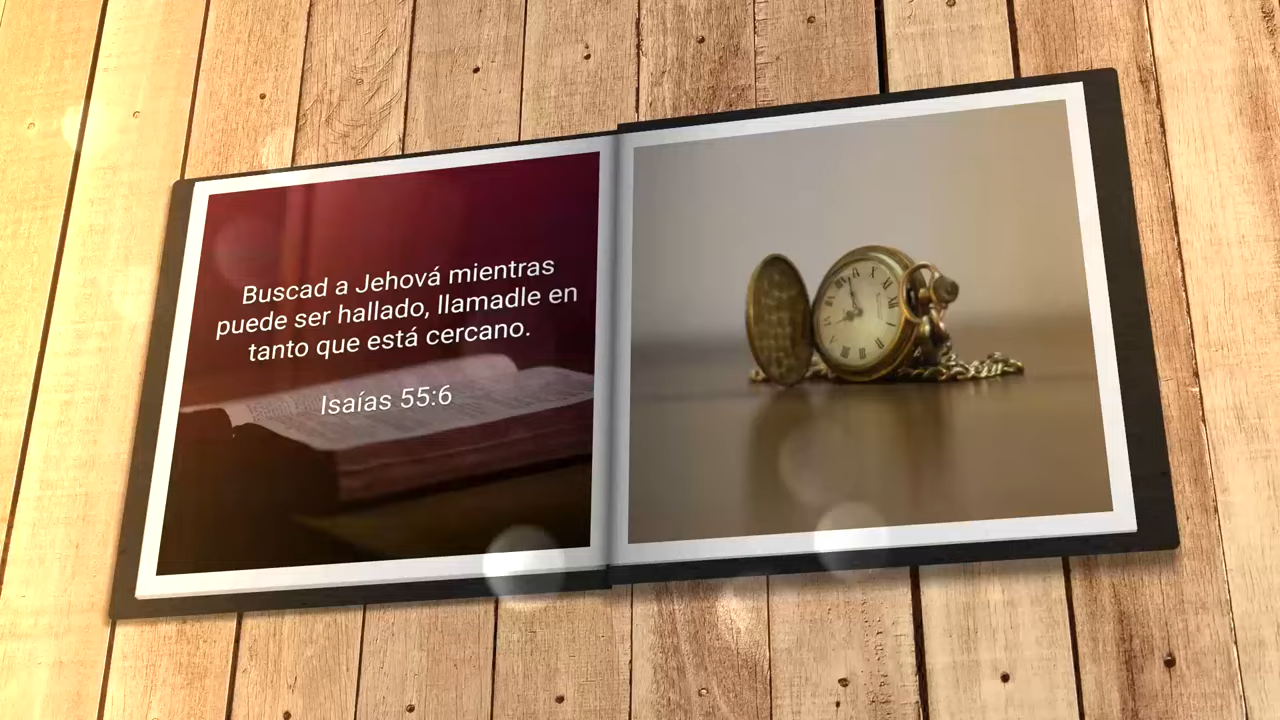 Buscad a Jehová mientras
puede ser hallado, llamadle en
tanto que está cercano.
Isaías 55:6